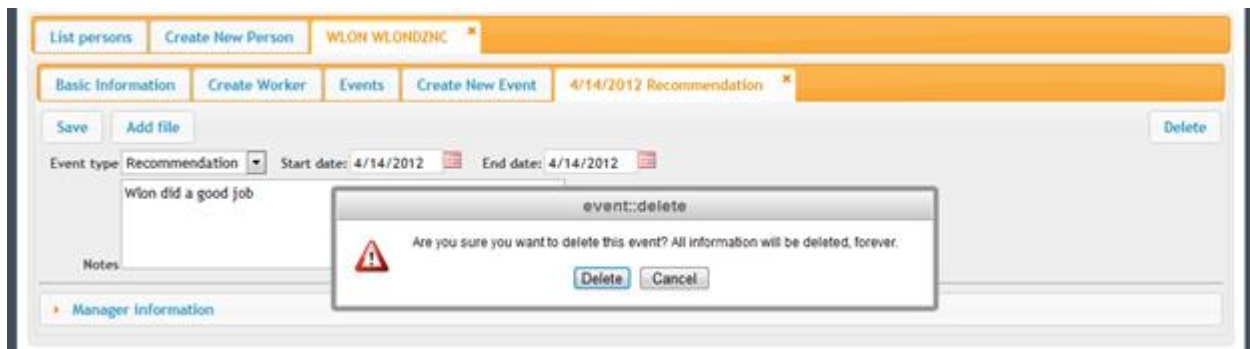 List persons Create New Person WLON WLONDZNC
Basic Information Create Worker Events Create New Event 4/14/2012 Recommendation
Save Add file Delete
Event type Recommendation Start date: 4/14/2012 End date: 4/14/2012
Wlon did a good job
Notes
event::delete
Are you sure you want to delete this event? All information will be deleted, forever.
Delete Cancel
Manager information